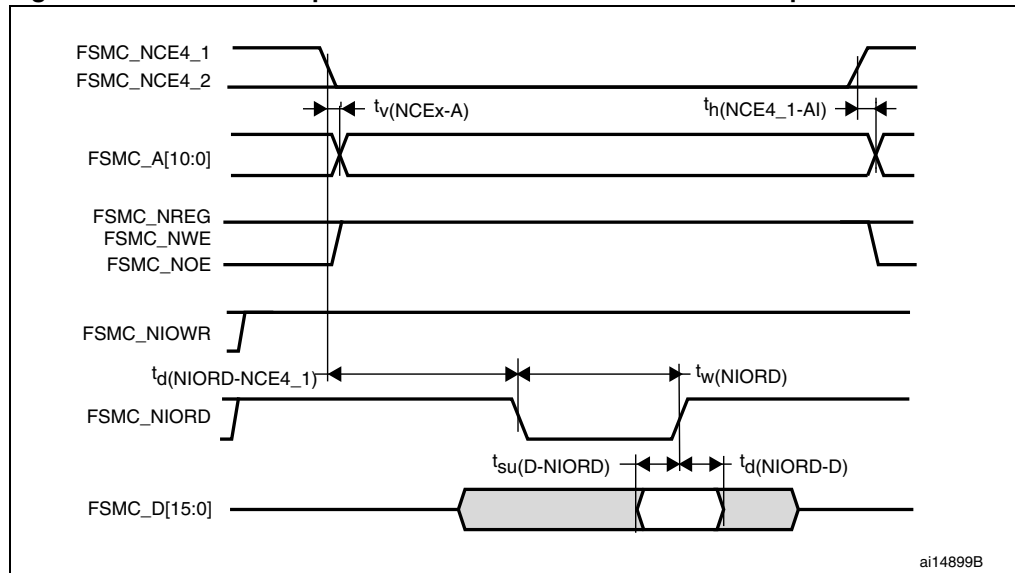 FSMC_NCE4_1
FSMC_NCE4_2
tv(NCEx-A)
th(NCE4_1-AI)
FSMC_A[10:0]
FSMC_NREG
FSMC_NWE
FSMC_NOE
FSMC_NIOWR
td(NIORD-NCE4_1)
tw(NIORD)
FSMC_NIORD
tsu(D-NIORD)
td(NIORD-D)
FSMC_D[15:0]
ai14899B